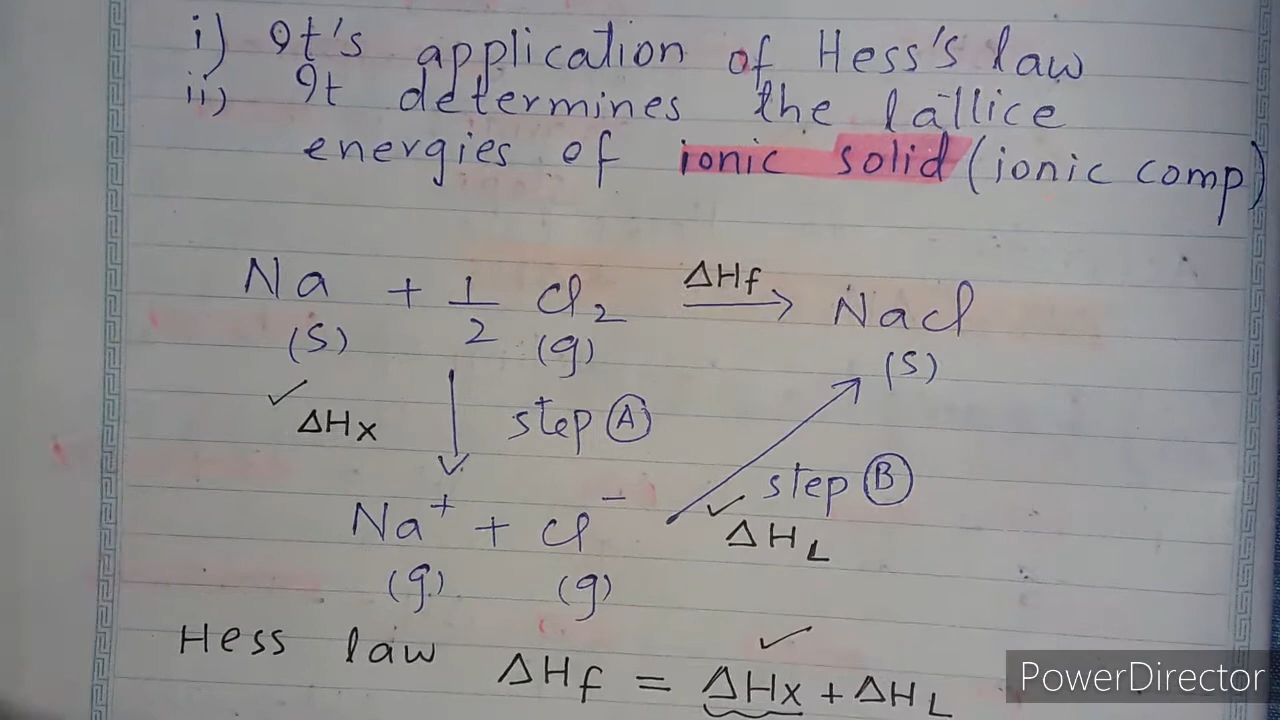 i) It's application of Hess's law
ii) It determines the lattice
energies of ionic solid (ionic comp)
Na + 1/2 Cl2 ΔHf → NaCl
(s) (g) (s)
✓ ΔHx ↓ step Ⓐ
step Ⓑ
Na⁺ + Cl⁻ ✓ ΔHL
(g) (g)
Hess law ΔHf = ΔHx + ΔHL
✓
PowerDirector